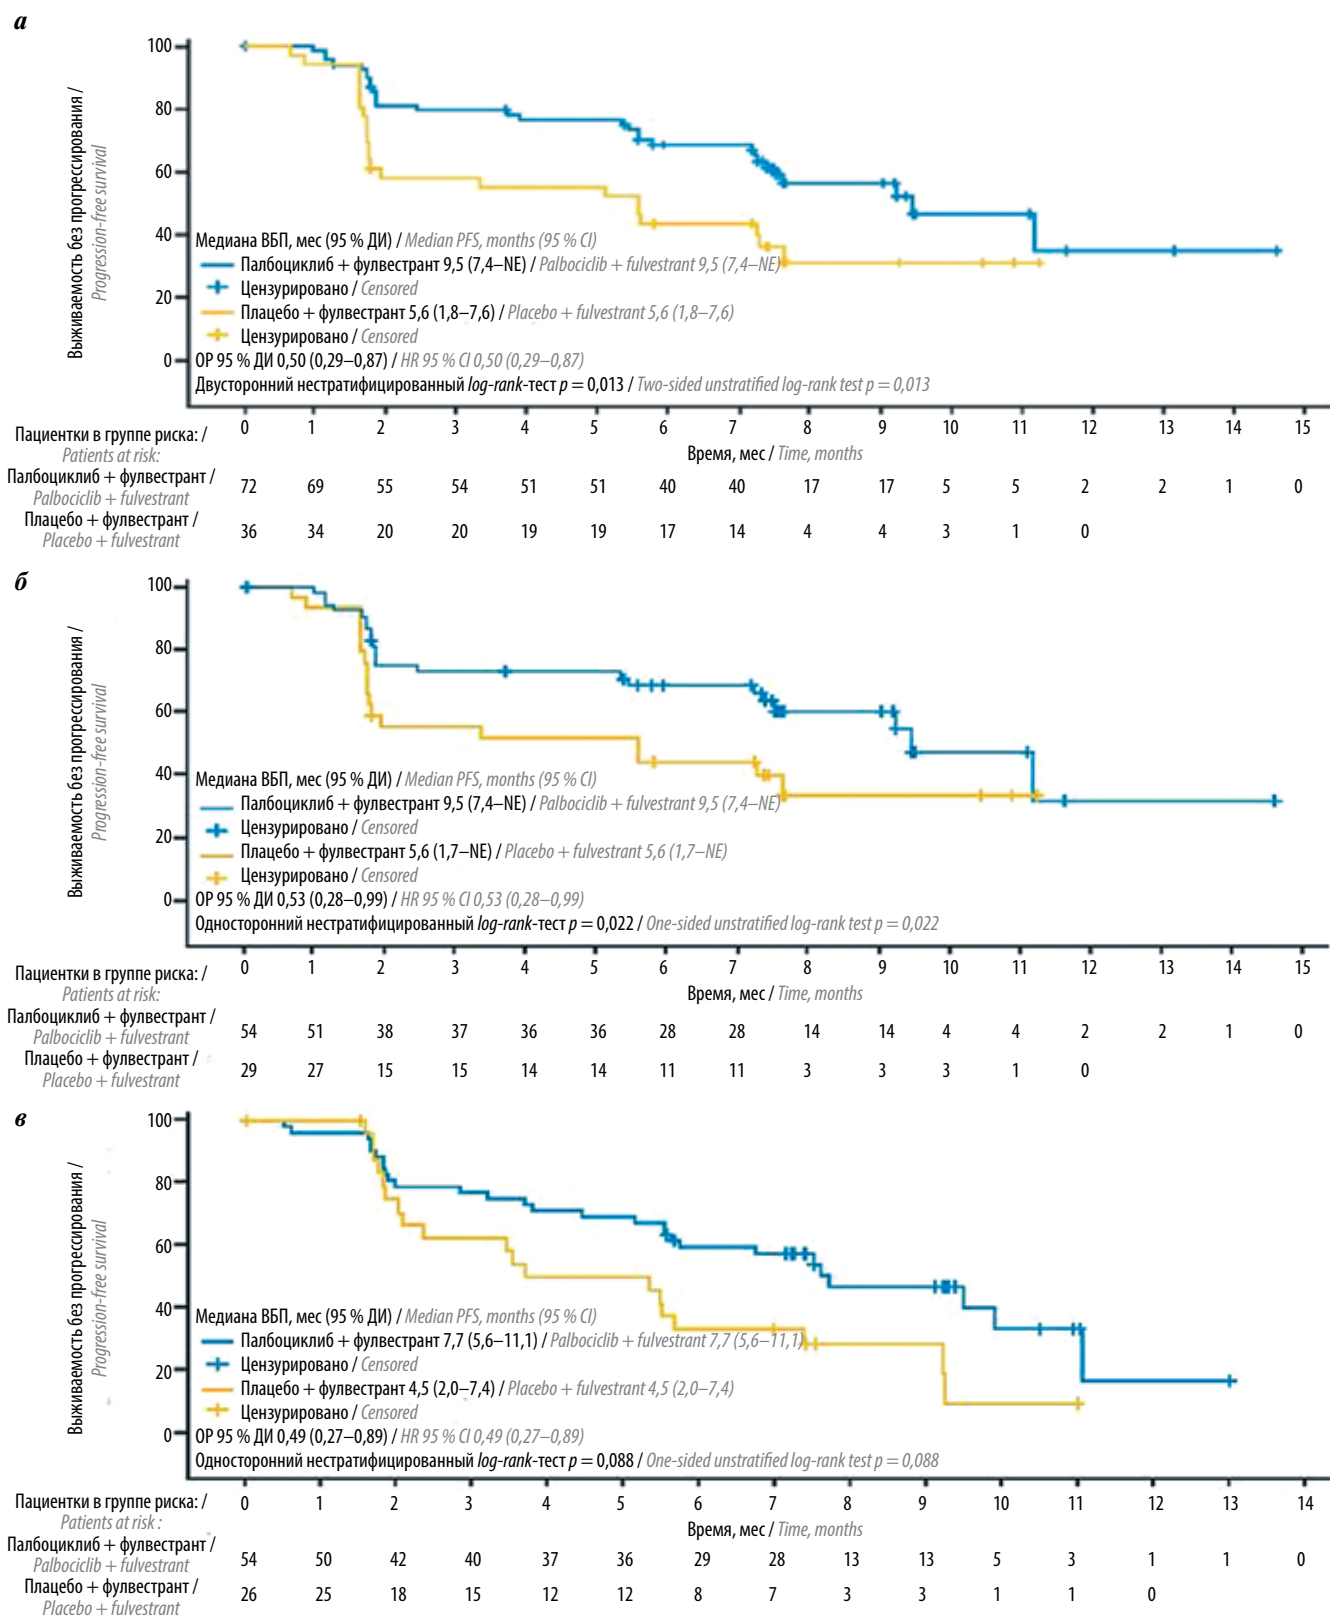 а
Выживаемость без прогрессирования /
Progression-free survival
100
80
60
40
20
0
Медиана ВБП, мес (95 % ДИ) / Median PFS, months (95 % CI)
Палбоциклиб + фулвестрант 9,5 (7,4–NE) / Palbociclib + fulvestrant 9,5 (7,4–NE)
Цензурировано / Censored
Плацебо + фулвестрант 5,6 (1,8–7,6) / Placebo + fulvestrant 5,6 (1,8–7,6)
Цензурировано / Censored
ОР 95 % ДИ 0,50 (0,29–0,87) / HR 95 % CI 0,50 (0,29–0,87)
Двусторонний нестратифицированный log-rank-тест p = 0,013 / Two-sided unstratified log-rank test p = 0,013
0 1 2 3 4 5 6 7 8 9 10 11 12 13 14 15
Время, мес / Time, months
Пациентки в группе риска: /
Patients at risk:
Палбоциклиб + фулвестрант /
Palbociclib + fulvestrant
72 69 55 54 51 51 40 40 17 17 5 5 2 2 1 0
Плацебо + фулвестрант /
Placebo + fulvestrant
36 34 20 20 19 19 17 14 4 4 3 1 0
б
Выживаемость без прогрессирования /
Progression-free survival
100
80
60
40
20
0
Медиана ВБП, мес (95 % ДИ) / Median PFS, months (95 % CI)
Палбоциклиб + фулвестрант 9,5 (7,4–NE) / Palbociclib + fulvestrant 9,5 (7,4–NE)
Цензурировано / Censored
Плацебо + фулвестрант 5,6 (1,7–NE) / Placebo + fulvestrant 5,6 (1,7–NE)
Цензурировано / Censored
ОР 95 % ДИ 0,53 (0,28–0,99) / HR 95 % CI 0,53 (0,28–0,99)
Односторонний нестратифицированный log-rank-тест p = 0,022 / One-sided unstratified log-rank test p = 0,022
0 1 2 3 4 5 6 7 8 9 10 11 12 13 14 15
Время, мес / Time, months
Пациентки в группе риска: /
Patients at risk:
Палбоциклиб + фулвестрант /
Palbociclib + fulvestrant
54 51 38 37 36 36 28 28 14 14 4 4 2 2 1 0
Плацебо + фулвестрант /
Placebo + fulvestrant
29 27 15 15 14 14 11 11 3 3 3 1 0
в
Выживаемость без прогрессирования /
Progression-free survival
100
80
60
40
20
0
Медиана ВБП, мес (95 % ДИ) / Median PFS, months (95 % CI)
Палбоциклиб + фулвестрант 7,7 (5,6–11,1) / Palbociclib + fulvestrant 7,7 (5,6–11,1)
Цензурировано / Censored
Плацебо + фулвестрант 4,5 (2,0–7,4) / Placebo + fulvestrant 4,5 (2,0–7,4)
Цензурировано / Censored
ОР 95 % ДИ 0,49 (0,27–0,89) / HR 95 % CI 0,49 (0,27–0,89)
Односторонний нестратифицированный log-rank-тест p = 0,088 / One-sided unstratified log-rank test p = 0,088
0 1 2 3 4 5 6 7 8 9 10 11 12 13 14
Время, мес / Time, months
Пациентки в группе риска: /
Patients at risk :
Палбоциклиб + фулвестрант /
Palbociclib + fulvestrant
54 50 42 40 37 36 29 28 13 13 5 3 1 1 0
Плацебо + фулвестрант /
Placebo + fulvestrant
26 25 18 15 12 12 8 7 3 3 1 1 0